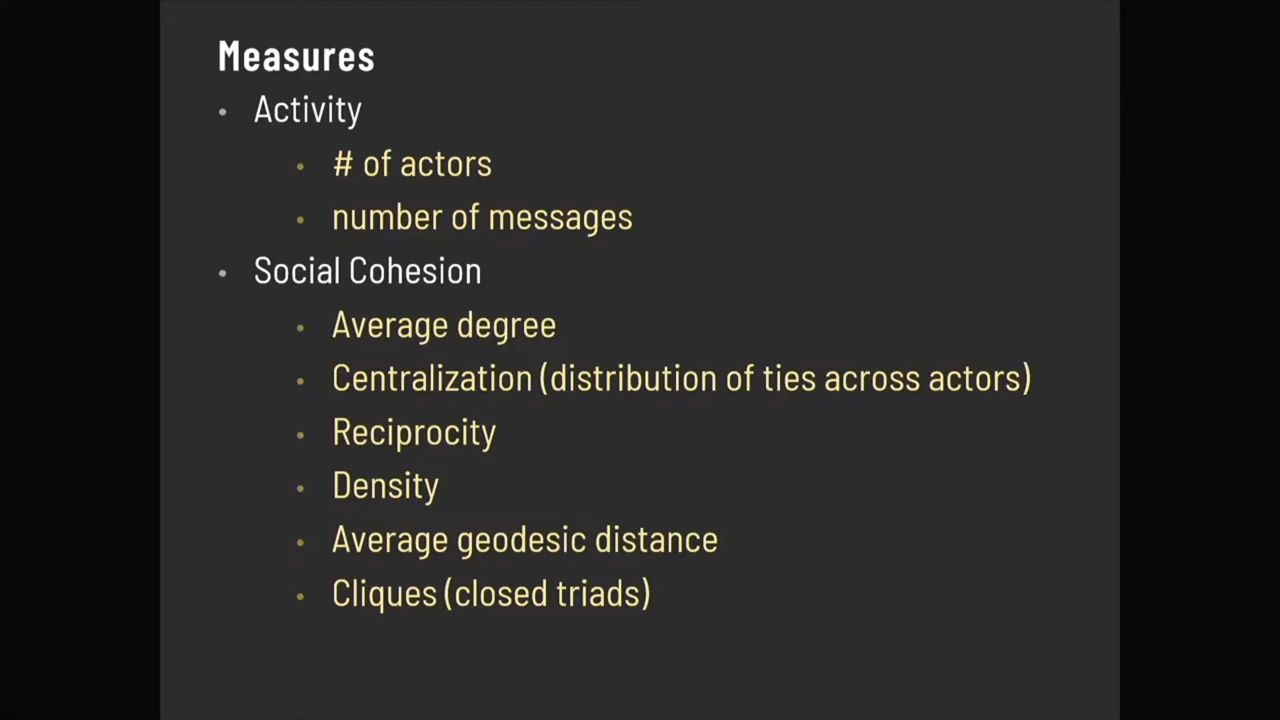 Measures
• Activity
• # of actors
• number of messages
• Social Cohesion
• Average degree
• Centralization (distribution of ties across actors)
• Reciprocity
• Density
• Average geodesic distance
• Cliques (closed triads)